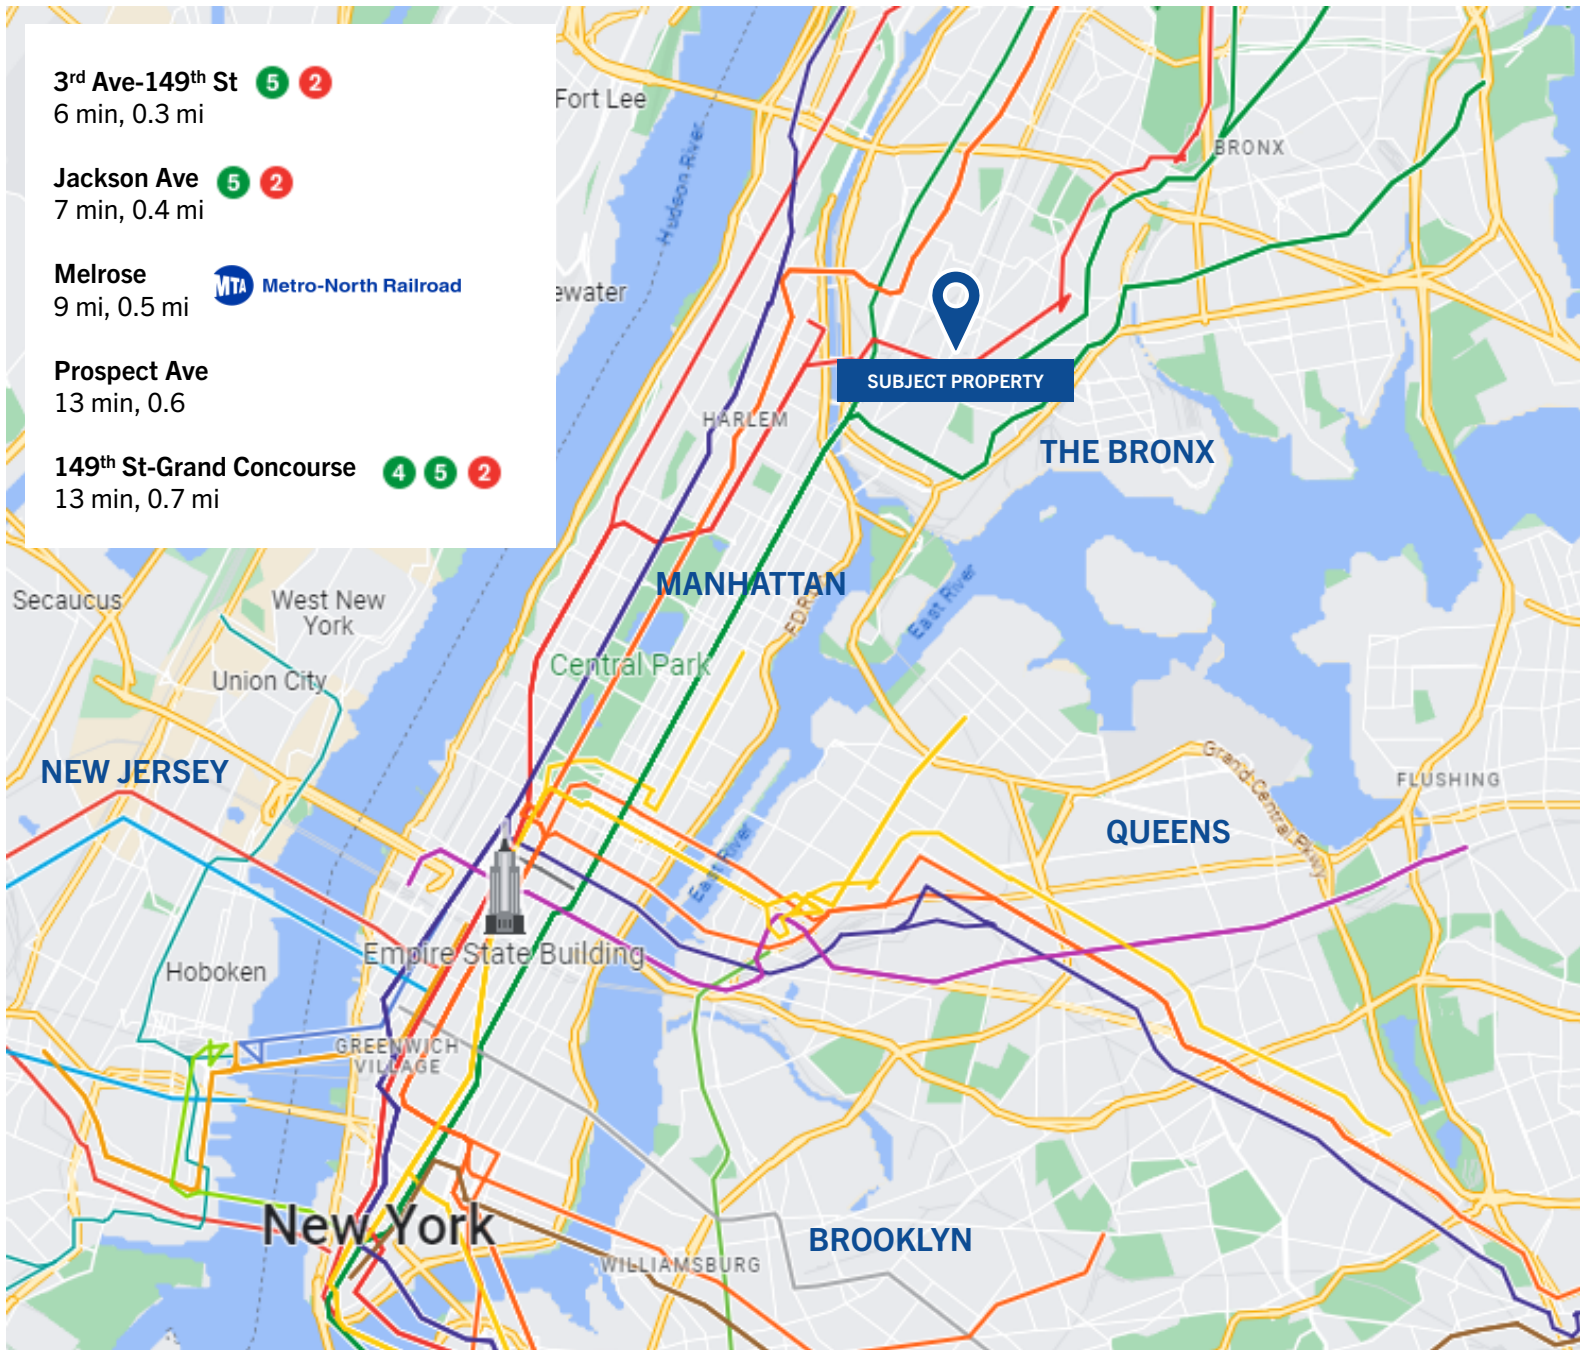 3rd Ave-149th St 5 2
6 min, 0.3 mi
Jackson Ave 5 2
7 min, 0.4 mi
Melrose
9 mi, 0.5 mi
MTA Metro-North Railroad
Prospect Ave
13 min, 0.6
149th St-Grand Concourse 4 5 2
13 min, 0.7 mi
Fort Lee
Hudson River
BRONX
ewater
SUBJECT PROPERTY
HARLEM
THE BRONX
MANHATTAN
FDR
East River
Secaucus
West New
York
Union City
Central Park
NEW JERSEY
Grand Central Pkwy
FLUSHING
QUEENS
East River
Empire State Building
Hoboken
GREENWICH
VILLAGE
New York
BROOKLYN
WILLIAMSBURG